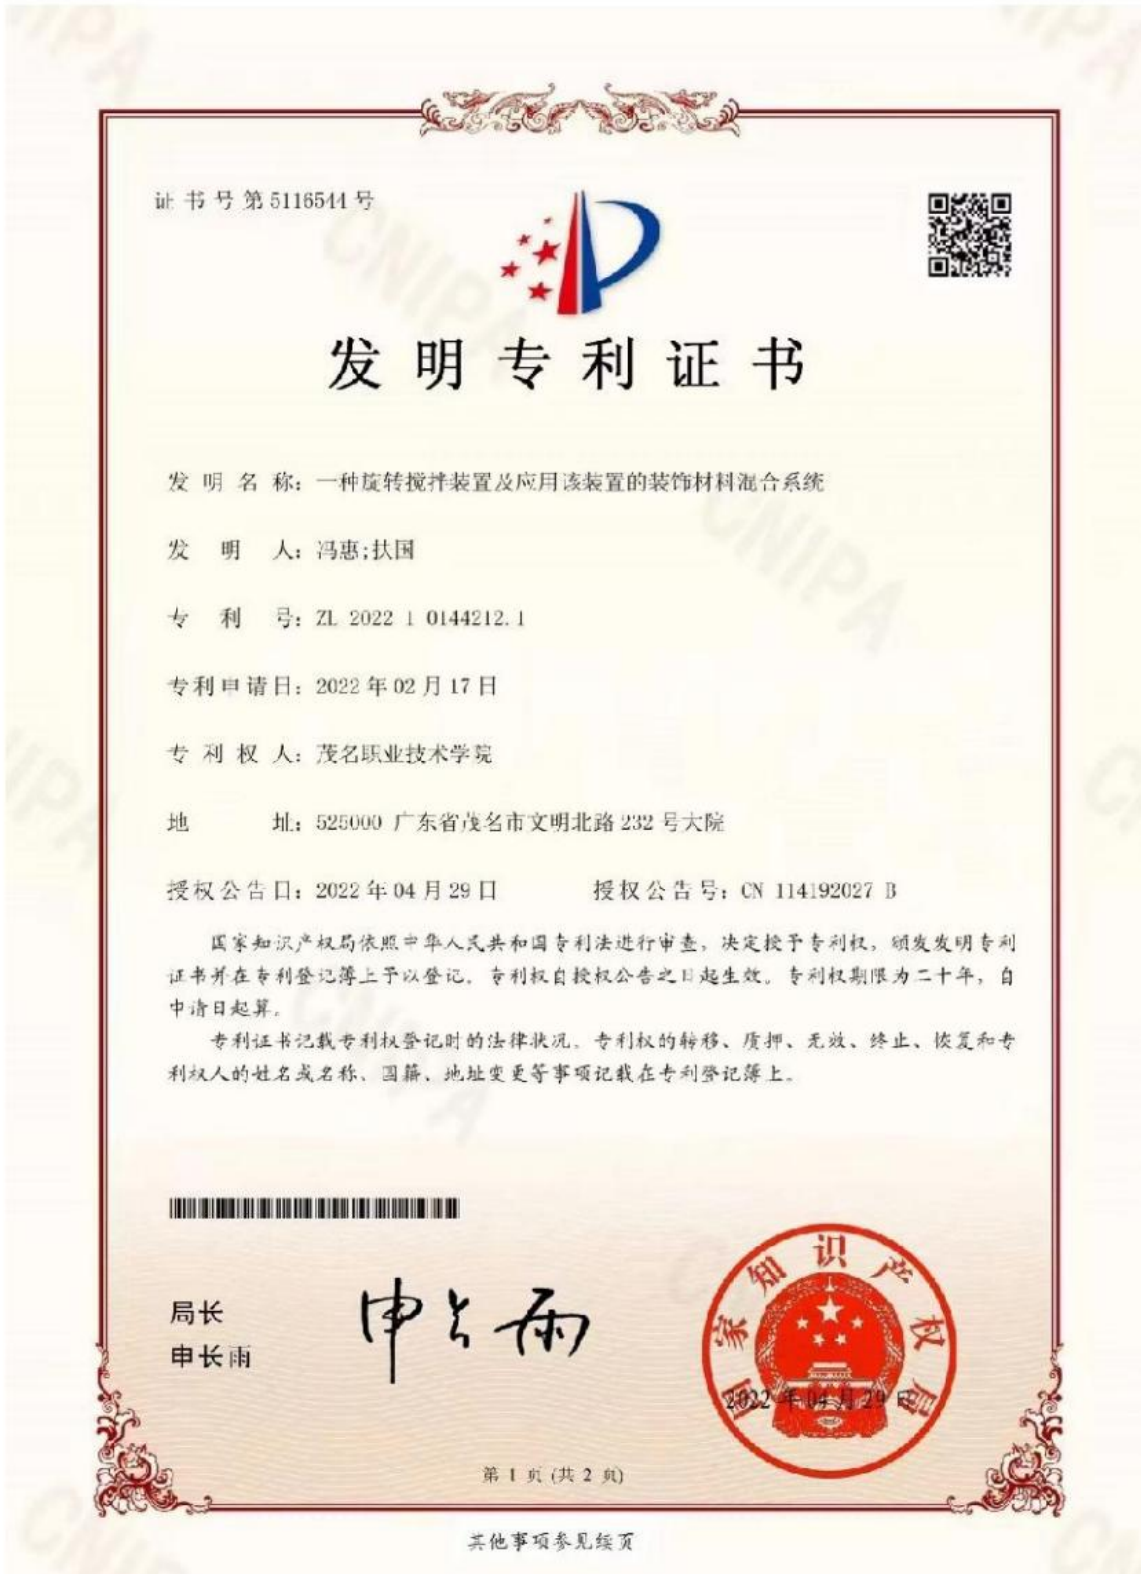 证书号第5116544号
发明专利证书
发明名称：一种旋转搅拌装置及应用该装置的装饰材料混合系统
发明人：冯惠;扶国
专利号：ZL 2022 1 0144212.1
专利申请日：2022年02月17日
专利权人：茂名职业技术学院
地址：525000 广东省茂名市文明北路232号大院
授权公告日：2022年04月29日 授权公告号：CN 114192027 B
国家知识产权局依照中华人民共和国专利法进行审查，决定授予专利权，颁发发明专利
证书并在专利登记簿上予以登记。专利权自授权公告之日起生效。专利权期限为二十年，自
申请日起算。
专利证书记载专利权登记时的法律状况。专利权的转移、质押、无效、终止、恢复和专
利权人的姓名或名称、国籍、地址变更等事项记载在专利登记簿上。
局长
申长雨
申长雨
国家知识产权局
2022年04月29日
第1页(共2页)
其他事项参见续页
CNIPA